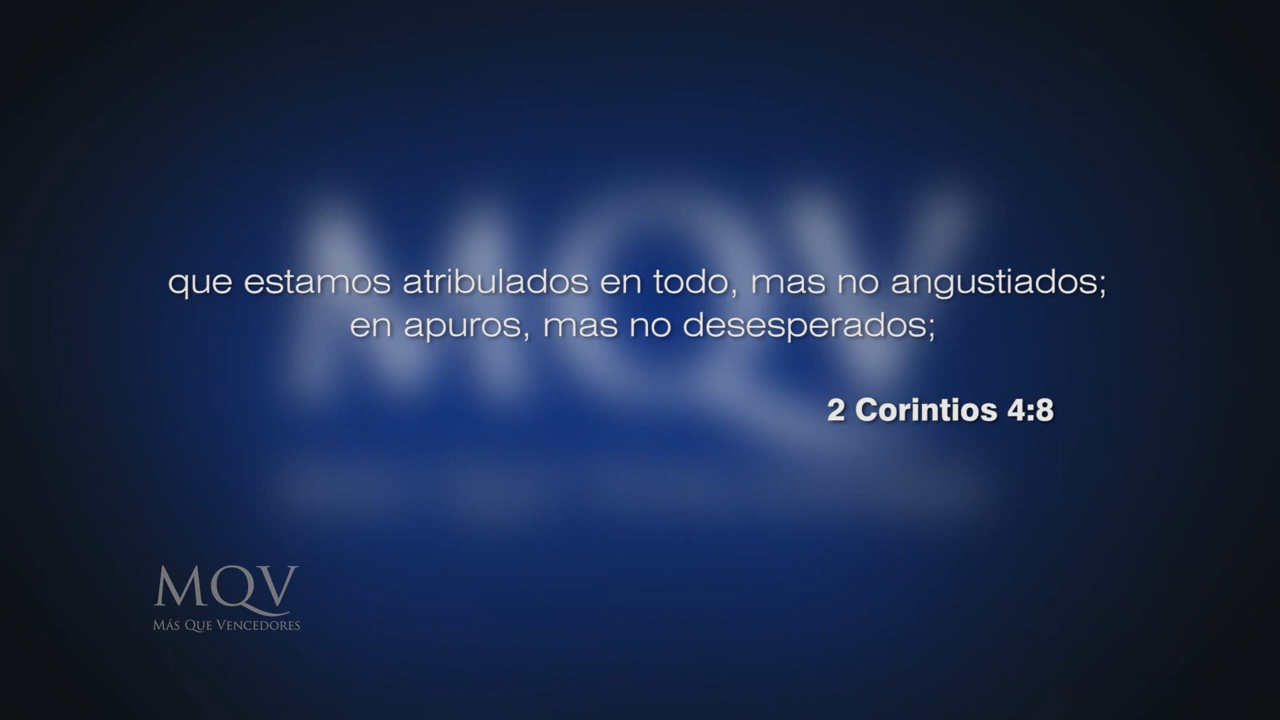 que estamos atribulados en todo, mas no angustiados;
en apuros, mas no desesperados;
2 Corintios 4:8
MQV
MQV
Más Que Vencedores